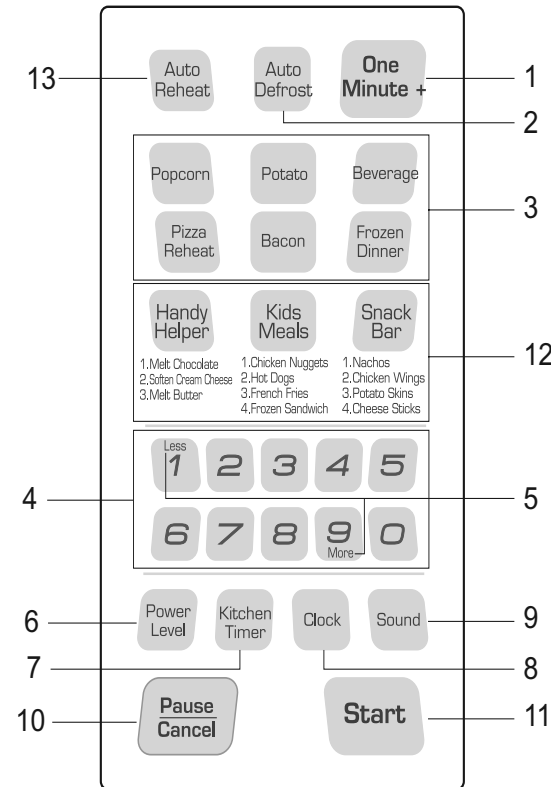 13
Auto
Reheat
Auto
Defrost
One
Minute +
1
2
Popcorn
Potato
Beverage
3
Pizza
Reheat
Bacon
Frozen
Dinner
Handy
Helper
1.Melt Chocolate
2.Soften Cream Cheese
3.Melt Butter
Kids
Meals
1.Chicken Nuggets
2.Hot Dogs
3.French Fries
4.Frozen Sandwich
Snack
Bar
1.Nachos
2.Chicken Wings
3.Potato Skins
4.Cheese Sticks
12
4
Less
1 2 3 4 5
5
6 7 8 9 0
More
6
Power
Level
7
Kitchen
Timer
Clock
8
Sound
9
10
Pause
Cancel
Start
11